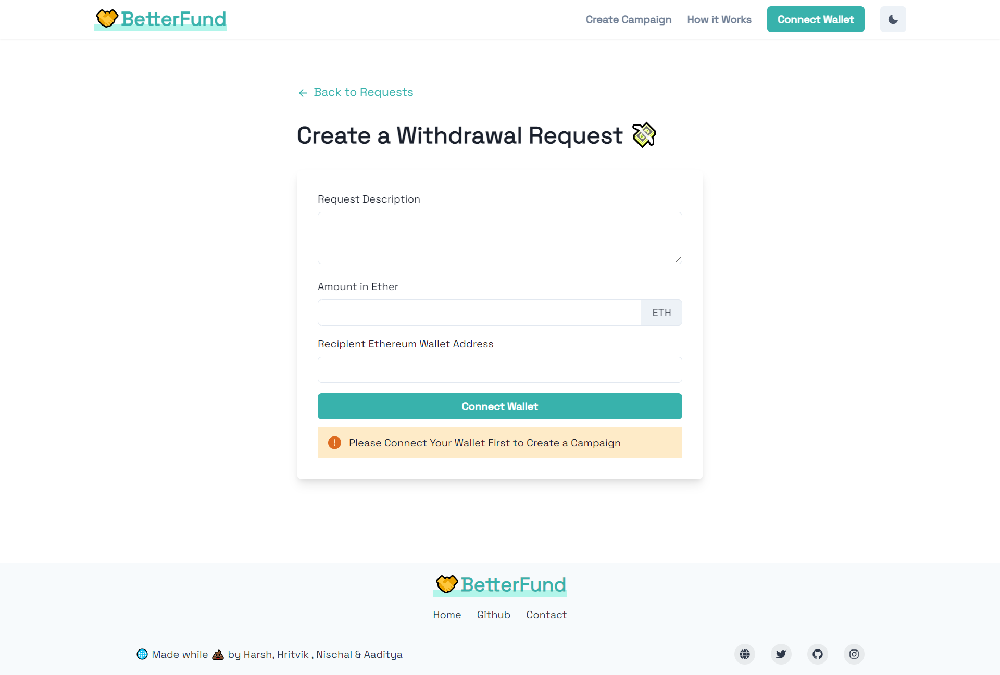 BetterFund
Create Campaign
How it Works
Connect Wallet
Back to Requests
Create a Withdrawal Request
Request Description
Amount in Ether
ETH
Recipient Ethereum Wallet Address
Connect Wallet
Please Connect Your Wallet First to Create a Campaign
BetterFund
Home
Github
Contact
🌐 Made while 💩 by Harsh, Hritvik , Nischal & Aaditya